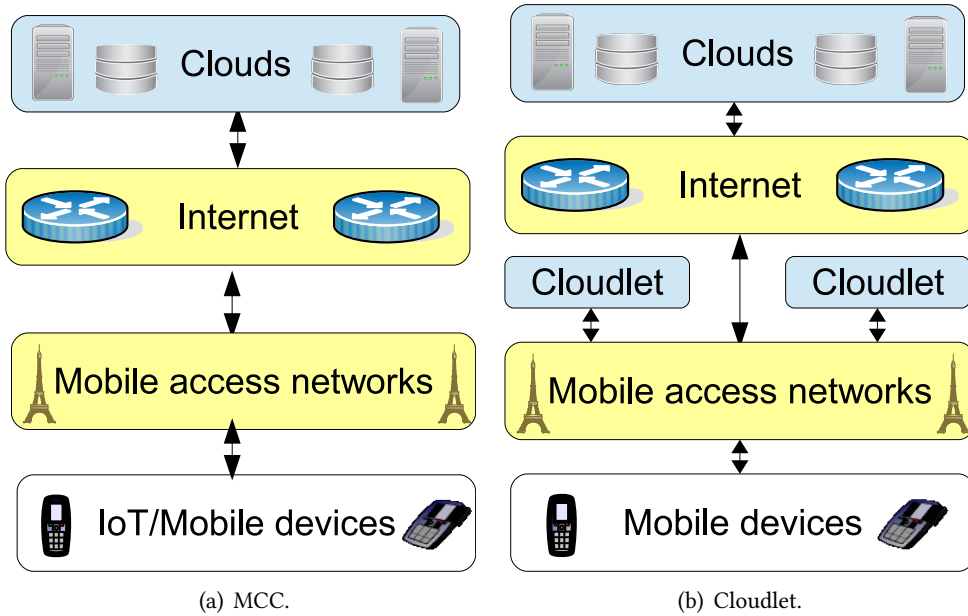 Clouds
Internet
Mobile access networks
IoT/Mobile devices
(a) MCC.
Clouds
Internet
Cloudlet
Cloudlet
Mobile access networks
Mobile devices
(b) Cloudlet.